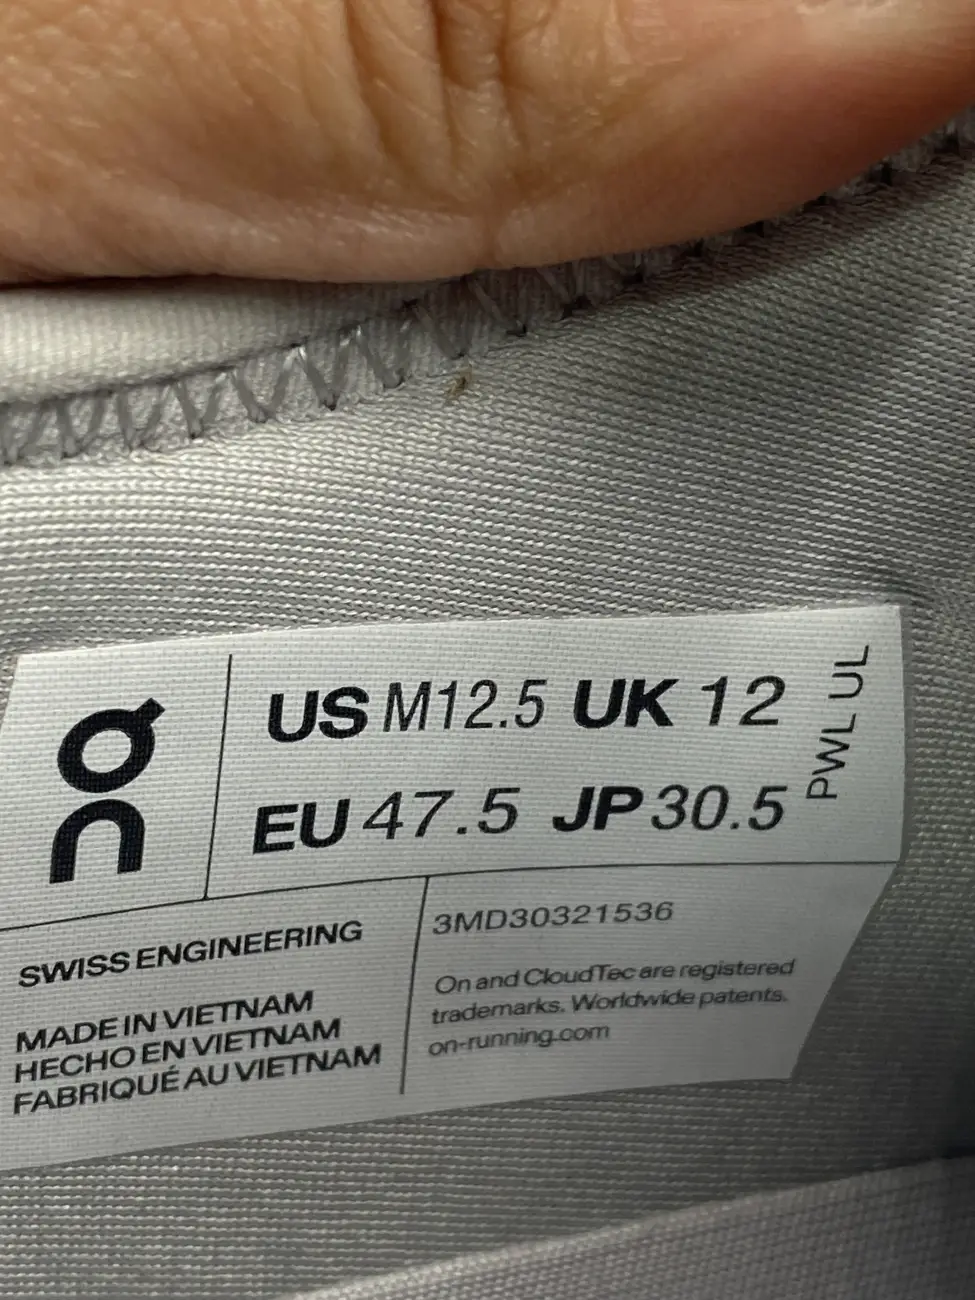 on
US M12.5 UK 12
EU 47.5 JP 30.5
PWL UL
SWISS ENGINEERING
MADE IN VIETNAM
HECHO EN VIETNAM
FABRIQUÉ AU VIETNAM
3MD30321536
On and CloudTec are registered
trademarks. Worldwide patents.
on-running.com